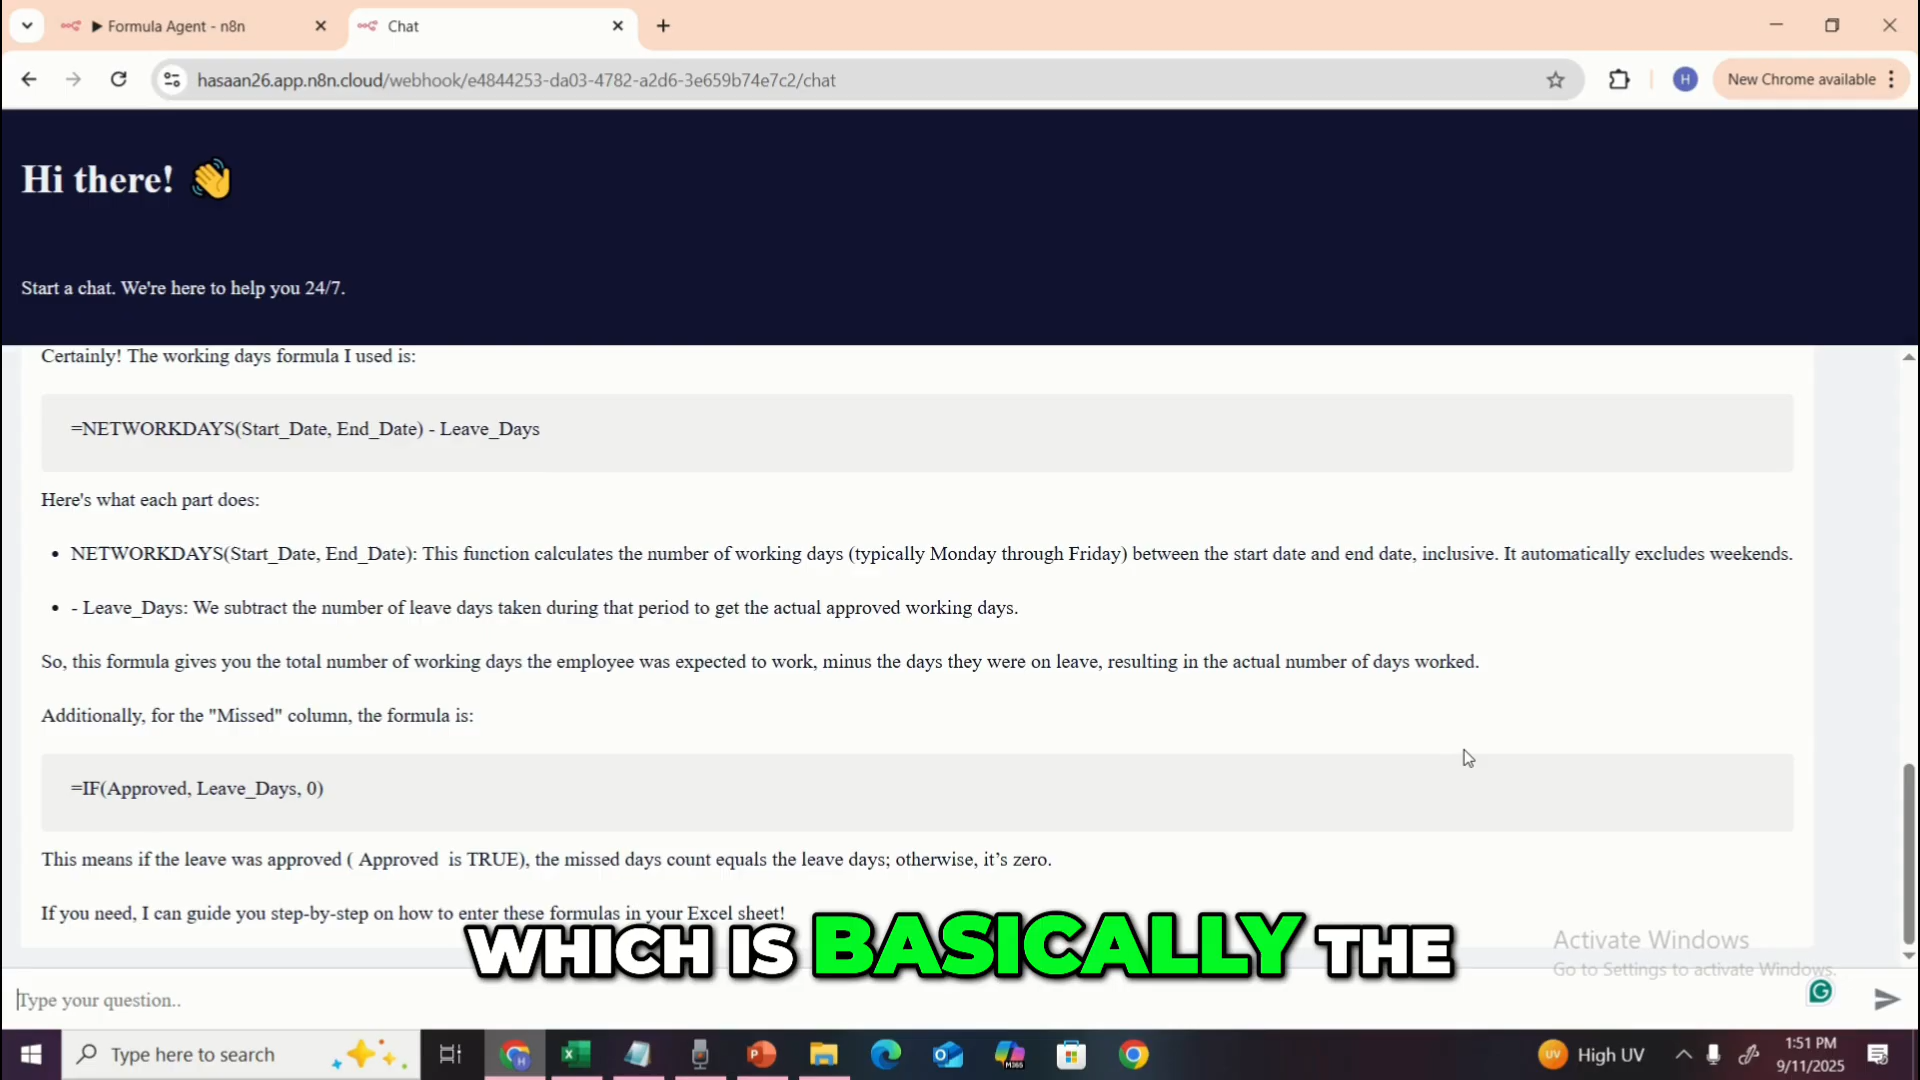 ▶ Formula Agent - n8n
Chat
hasaan26.app.n8n.cloud/webhook/e4844253-da03-4782-a2d6-3e659b74e7c2/chat
H
New Chrome available
Hi there! 👋
Start a chat. We're here to help you 24/7.
Certainly! The working days formula I used is:
=NETWORKDAYS(Start_Date, End_Date) - Leave_Days
Here's what each part does:
• NETWORKDAYS(Start_Date, End_Date): This function calculates the number of working days (typically Monday through Friday) between the start date and end date, inclusive. It automatically excludes weekends.
• - Leave_Days: We subtract the number of leave days taken during that period to get the actual approved working days.
So, this formula gives you the total number of working days the employee was expected to work, minus the days they were on leave, resulting in the actual number of days worked.
Additionally, for the "Missed" column, the formula is:
=IF(Approved, Leave_Days, 0)
This means if the leave was approved ( Approved is TRUE), the missed days count equals the leave days; otherwise, it's zero.
If you need, I can guide you step-by-step on how to enter these formulas in your Excel sheet!
WHICH IS BASICALLY THE
Activate Windows
Go to Settings to activate Windows.
Type your question..
Type here to search
UV
High UV
1:51 PM
9/11/2025